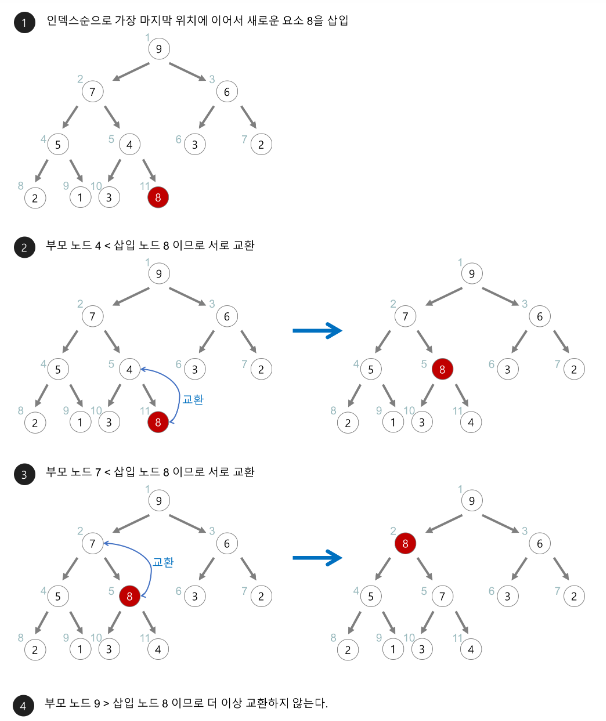 1 인덱스순으로 가장 마지막 위치에 이어서 새로운 요소 8을 삽입
1
9
2 3
7 6
4 5 6 7
5 4 3 2
8 9 10 11
2 1 3 8
2 부모 노드 4 < 삽입 노드 8 이므로 서로 교환
1
9 9
2 3 2 3
7 6 7 6
4 5 6 7 4 5 6 7
5 4 3 2 5 8 3 2
교환
8 9 10 11 8 9 10 11
2 1 3 8 2 1 3 4
3 부모 노드 7 < 삽입 노드 8 이므로 서로 교환
1 1
9 9
2 3 2 3
7 6 8 6
교환
4 5 6 7 4 5 6 7
5 8 3 2 5 7 3 2
8 9 10 11 8 9 10 11
2 1 3 4 2 1 3 4
4 부모 노드 9 > 삽입 노드 8 이므로 더 이상 교환하지 않는다.